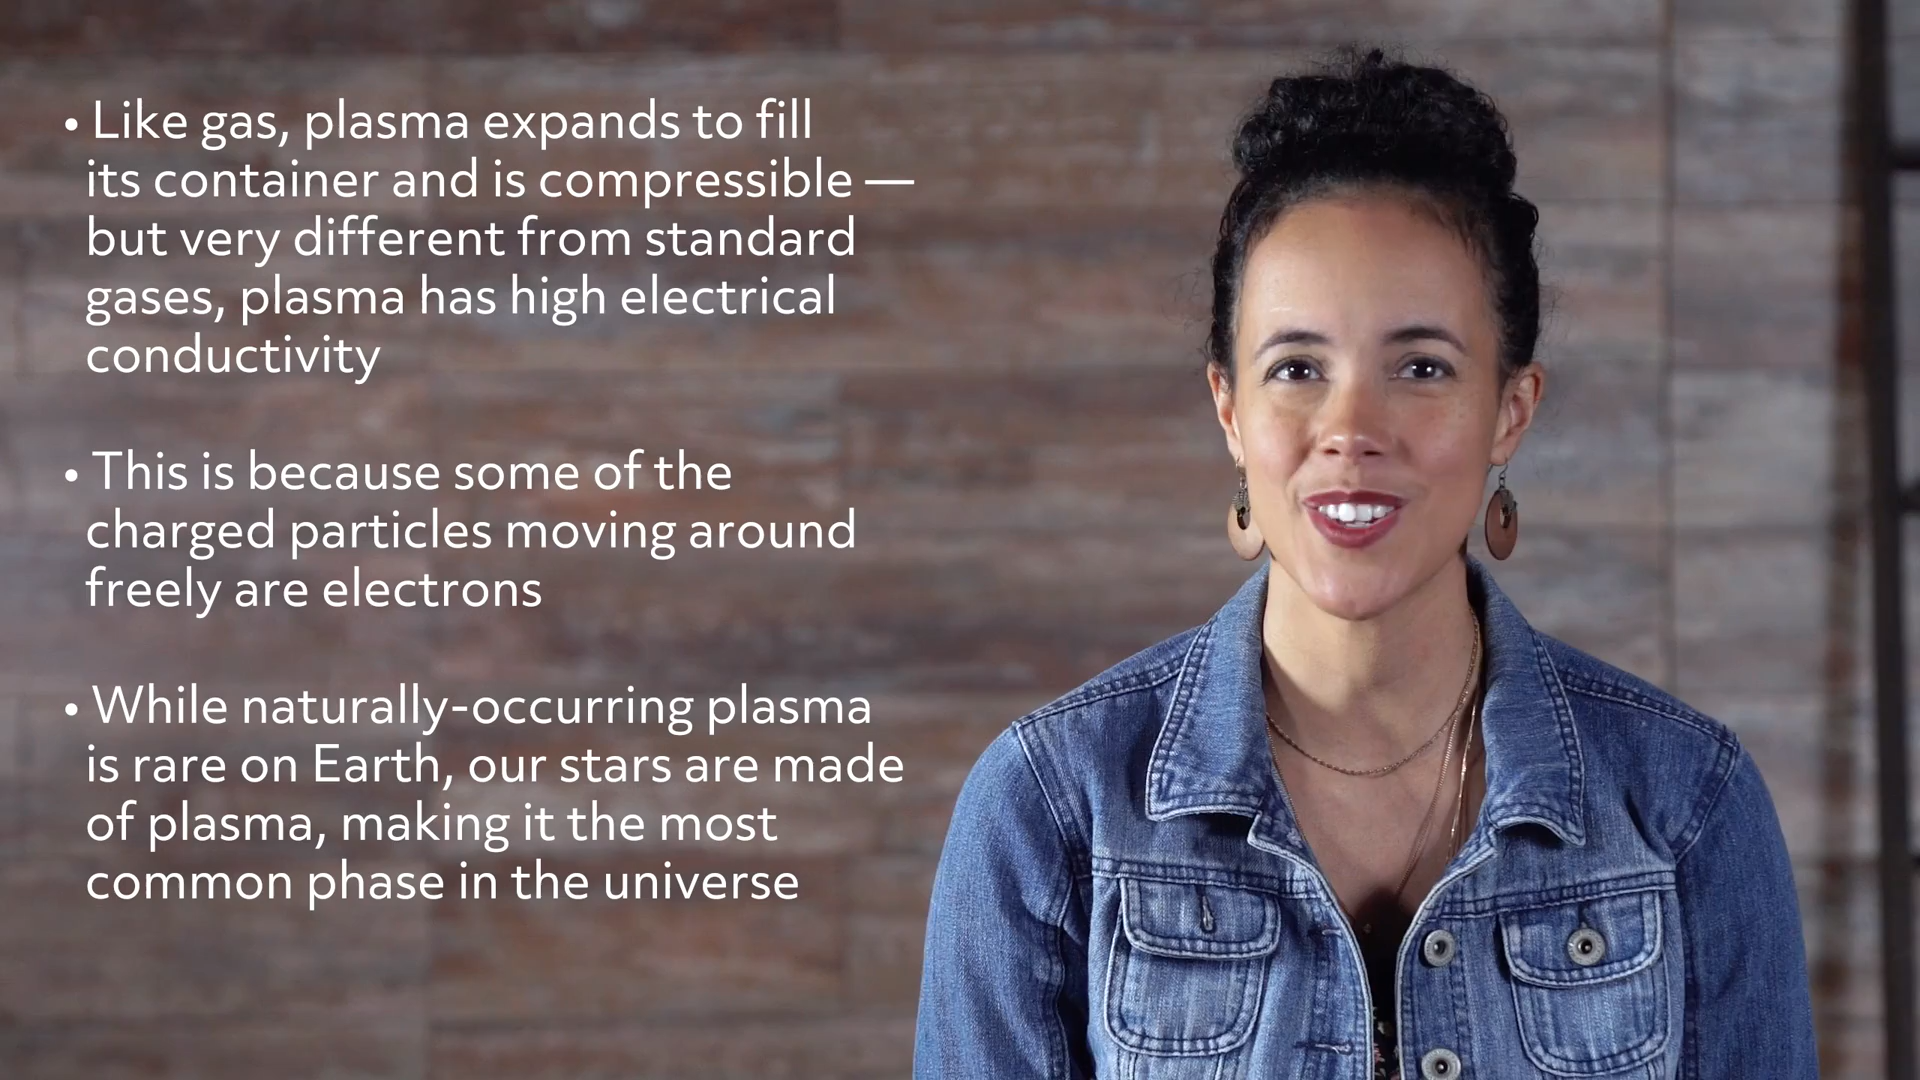 • Like gas, plasma expands to fill
its container and is compressible —
but very different from standard
gases, plasma has high electrical
conductivity
• This is because some of the
charged particles moving around
freely are electrons
• While naturally-occurring plasma
is rare on Earth, our stars are made
of plasma, making it the most
common phase in the universe